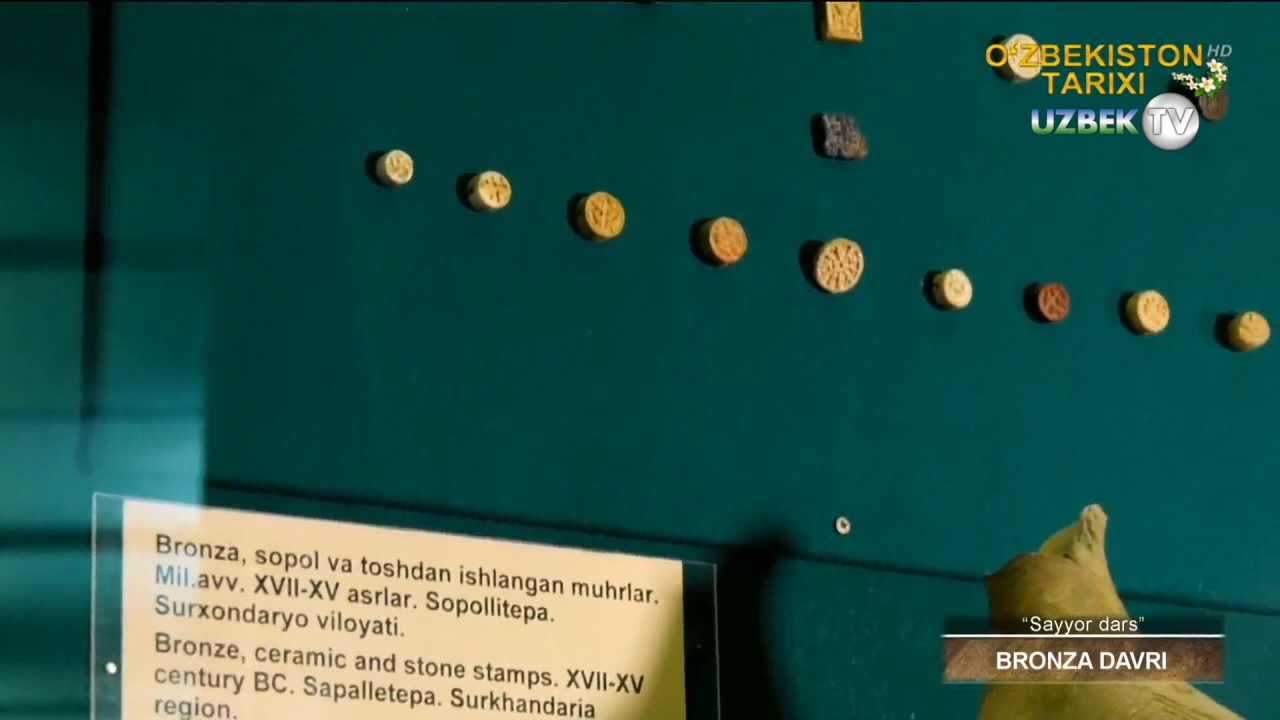 O‘ZBEKISTON HD
TARIXI
UZBEK TV
Bronza, sopol va toshdan ishlangan muhrlar.
Mil.avv. XVII-XV asrlar. Sopollitepa.
Surxondaryo viloyati.
Bronze, ceramic and stone stamps. XVII-XV
century BC. Sapalletepa. Surkhandaria
region.
“Sayyor dars”
BRONZA DAVRI